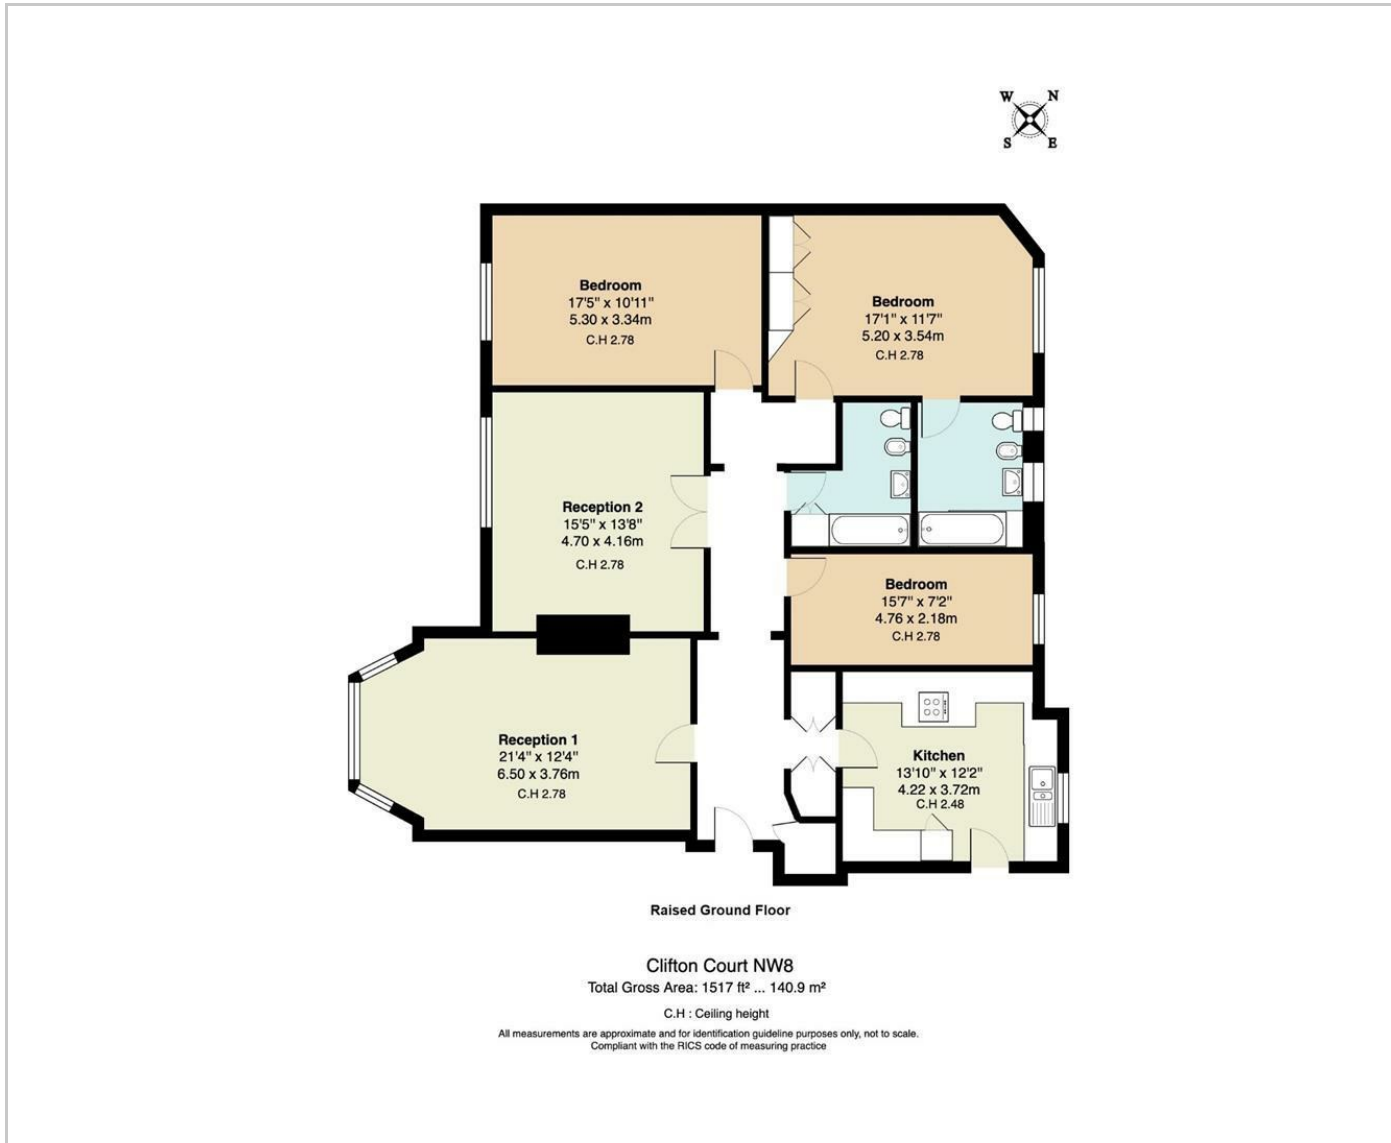 W N
S E
Bedroom
17'5" x 10'11"
5.30 x 3.34m
C.H 2.78
Bedroom
17'1" x 11'7"
5.20 x 3.54m
C.H 2.78
Reception 2
15'5" x 13'8"
4.70 x 4.16m
C.H 2.78
Bedroom
15'7" x 7'2"
4.76 x 2.18m
C.H 2.78
Reception 1
21'4" x 12'4"
6.50 x 3.76m
C.H 2.78
Kitchen
13'10" x 12'2"
4.22 x 3.72m
C.H 2.48
Raised Ground Floor
Clifton Court NW8
Total Gross Area: 1517 ft² ... 140.9 m²
C.H : Ceiling height
All measurements are approximate and for identification guideline purposes only, not to scale.
Compliant with the RICS code of measuring practice